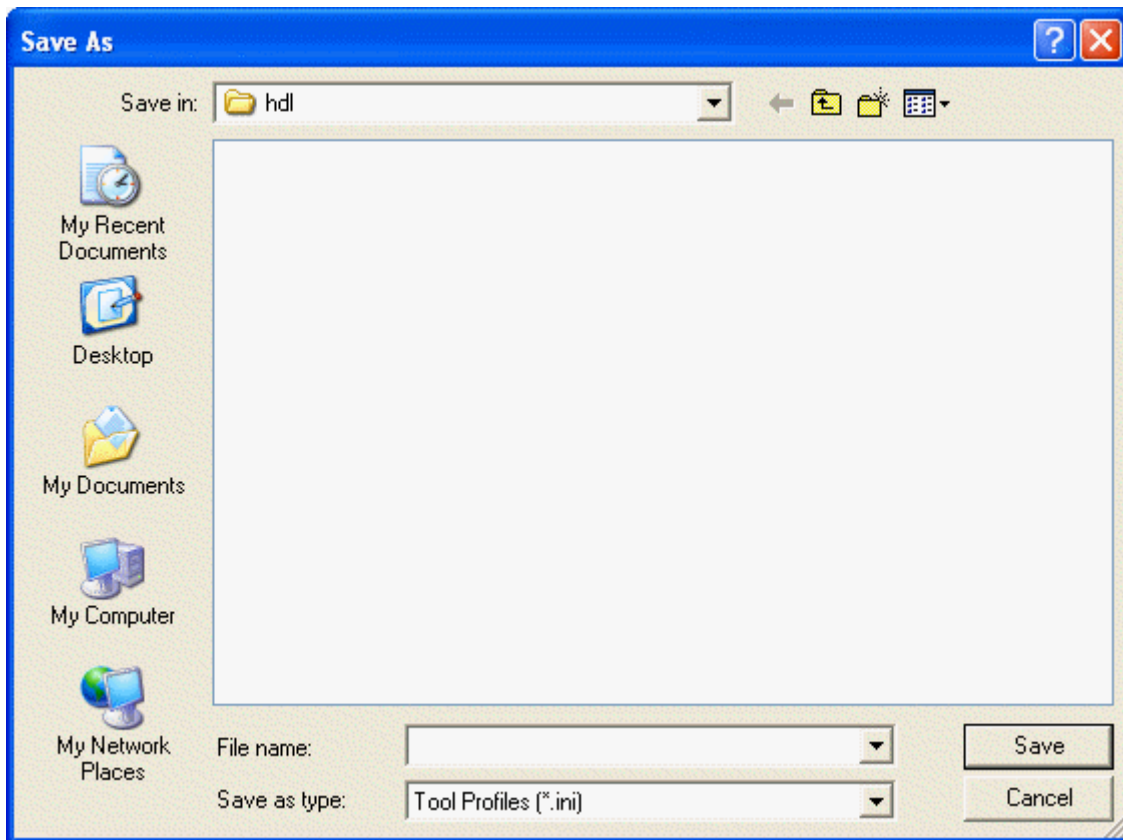 Save As
Save in: hdl
My Recent
Documents
Desktop
My Documents
My Computer
My Network
Places
File name:
Save
Save as type: Tool Profiles (*.ini)
Cancel